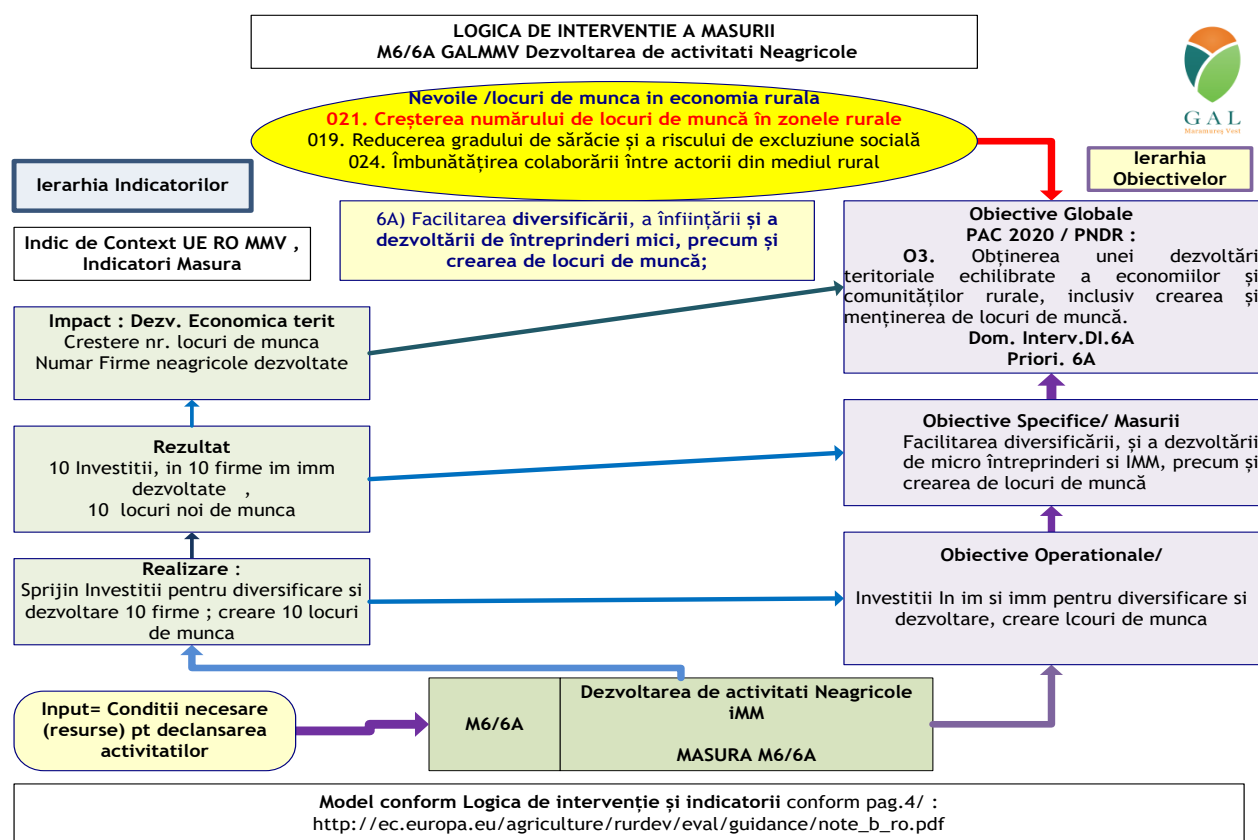 LOGICA DE INTERVENTIE A MASURII
M6/6A GALMMV Dezvoltarea de activitati Neagricole
GAL
Maramureș Vest
Nevoile /locuri de munca in economia rurala
021. Creșterea numărului de locuri de muncă în zonele rurale
019. Reducerea gradului de sărăcie și a riscului de excluziune socială
024. Îmbunătățirea colaborării între actorii din mediul rural
Ierarhia Indicatorilor
Ierarhia
Obiectivelor
Indic de Context UE RO MMV ,
Indicatori Masura
6A) Facilitarea diversificării, a înființării și a
dezvoltării de întreprinderi mici, precum și
crearea de locuri de muncă;
Obiective Globale
PAC 2020 / PNDR :
O3. Obținerea unei dezvoltări
teritoriale echilibrate a economiilor și
comunităților rurale, inclusiv crearea și
menținerea de locuri de muncă.
Dom. Interv.DI.6A
Priori. 6A
Impact : Dezv. Economica terit
Crestere nr. locuri de munca
Numar Firme neagricole dezvoltate
Rezultat
10 Investitii, in 10 firme im imm
dezvoltate ,
10 locuri noi de munca
Obiective Specifice/ Masurii
Facilitarea diversificării, și a dezvoltării
de micro întreprinderi si IMM, precum și
crearea de locuri de muncă
Realizare :
Sprijin Investitii pentru diversificare si
dezvoltare 10 firme ; creare 10 locuri
de munca
Obiective Operationale/
Investitii In im si imm pentru diversificare si
dezvoltare, creare lcouri de munca
Input= Conditii necesare
(resurse) pt declansarea
activitatilor
M6/6A
Dezvoltarea de activitati Neagricole
iMM
MASURA M6/6A
Model conform Logica de intervenție și indicatorii conform pag.4/ :
http://ec.europa.eu/agriculture/rurdev/eval/guidance/note_b_ro.pdf